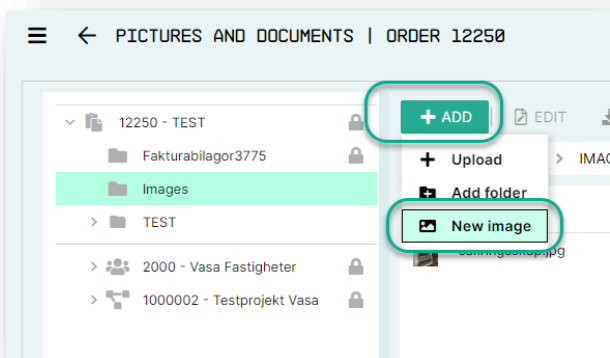 PICTURES AND DOCUMENTS | ORDER 12250
12250 - TEST
Fakturabilagor3775
Images
TEST
2000 - Vasa Fastigheter
1000002 - Testprojekt Vasa
ADD
EDIT
Upload
Add folder
New image